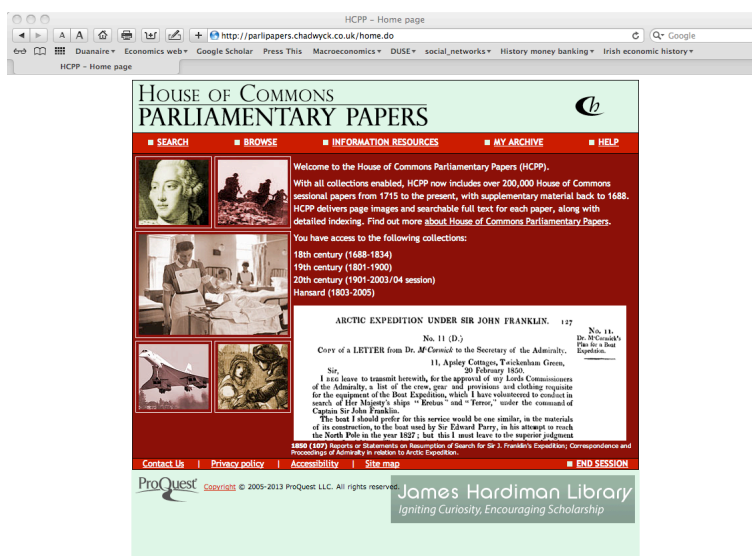 HCPP – Home page
A A + http://parlipapers.chadwyck.co.uk/home.do Google
Duanaire Economics web Google Scholar Press This Macroeconomics DUSE social_networks History money banking Irish economic history
HCPP – Home page
HOUSE OF COMMONS
PARLIAMENTARY PAPERS
Ch
SEARCH BROWSE INFORMATION RESOURCES MY ARCHIVE HELP
Welcome to the House of Commons Parliamentary Papers (HCPP).
With all collections enabled, HCPP now includes over 200,000 House of Commons
sessional papers from 1715 to the present, with supplementary material back to 1688.
HCPP delivers page images and searchable full text for each paper, along with
detailed indexing. Find out more about House of Commons Parliamentary Papers.
You have access to the following collections:
18th century (1688-1834)
19th century (1801-1900)
20th century (1901-2003/04 session)
Hansard (1803-2005)
ARCTIC EXPEDITION UNDER SIR JOHN FRANKLIN. 127
No. 11 (D.)
No. 11.
Dr. M'Cormick's
Plan for a Boat
Expedition.
COPY of a LETTER from Dr. M'Cormick to the Secretary of the Admiralty.
11, Apsley Cottages, Twickenham Green,
Sir, 20 February 1850.
I BEG leave to transmit herewith, for the approval of my Lords Commissioners
of the Admiralty, a list of the crew, gear and provisions and clothing requisite
for the equipment of the Boat Expedition, which I have volunteered to conduct in
search of Her Majesty's ships "Erebus" and "Terror," under the command of
Captain Sir John Franklin.
The boat I should prefer for this service would be one similar, in the materials
of its construction, to the boat used by Sir Edward Parry, in his attempt to reach
the North Pole in the year 1827; but this I must leave to the superior judgment
1850 (107) Reports or Statements on Resumption of Search for Sir J. Franklin's Expedition; Correspondence and
Proceedings of Admiralty in relation to Arctic Expedition.
Contact Us | Privacy policy | Accessibility | Site map END SESSION
ProQuest Copyright © 2005-2013 ProQuest LLC. All rights reserved.
James Hardiman Library
Igniting Curiosity, Encouraging Scholarship